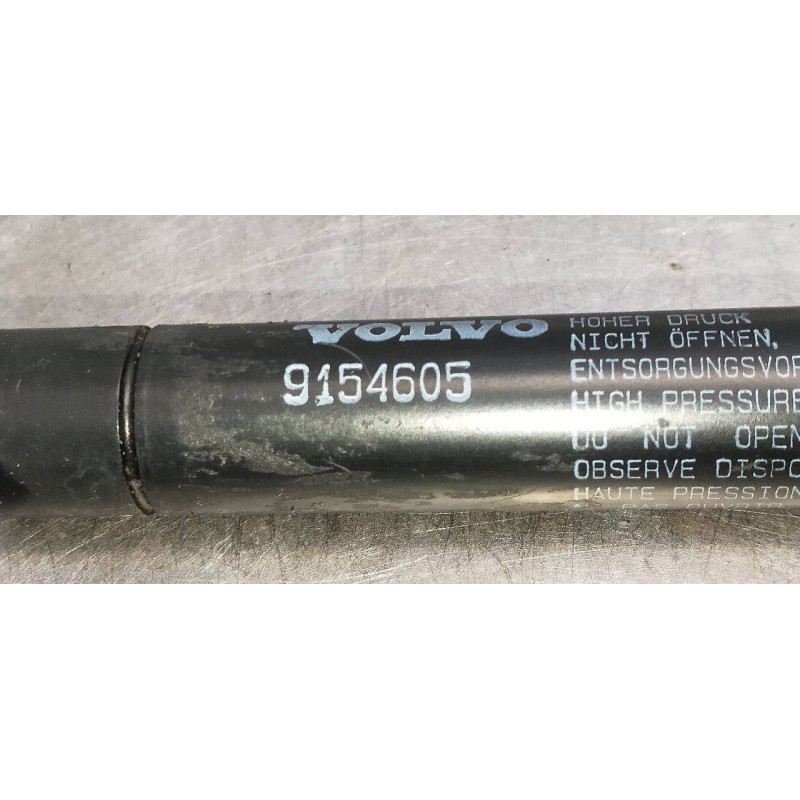 VOLVO
9154605
HOHER DRUCK
NICHT ÖFFNEN,
ENTSORGUNGSVOR
HIGH PRESSURE
DO NOT OPEN
OBSERVE DISPO
HAUTE PRESSION